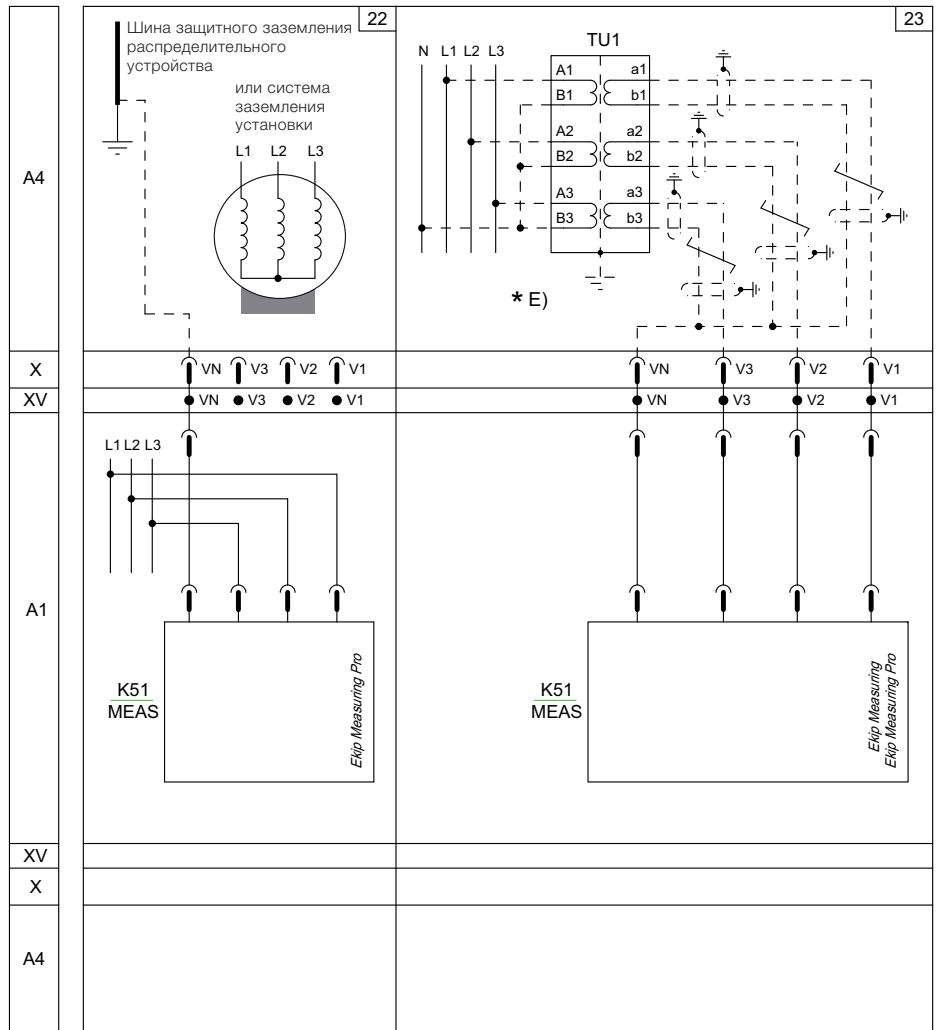 22
Шина защитного заземления
распределительного
устройства
или система
заземления
установки
L1 L2 L3
23
N L1 L2 L3
TU1
A1 a1
B1 b1
A2 a2
B2 b2
A3 a3
B3 b3
* E)
A4
X
VN V3 V2 V1
VN V3 V2 V1
XV
VN V3 V2 V1
VN V3 V2 V1
L1 L2 L3
A1
K51
MEAS
Ekip Measuring Pro
K51
MEAS
Ekip Measuring
Ekip Measuring Pro
XV
X
A4